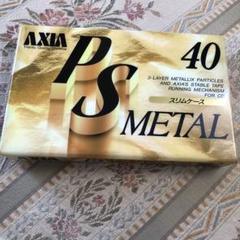 AXIA
40
PS
METAL
3-LAYER METALLIX PARTICLES
AND AXIA'S STABLE TAPE
RUNNING MECHANISM
FOR CD
スリムケース